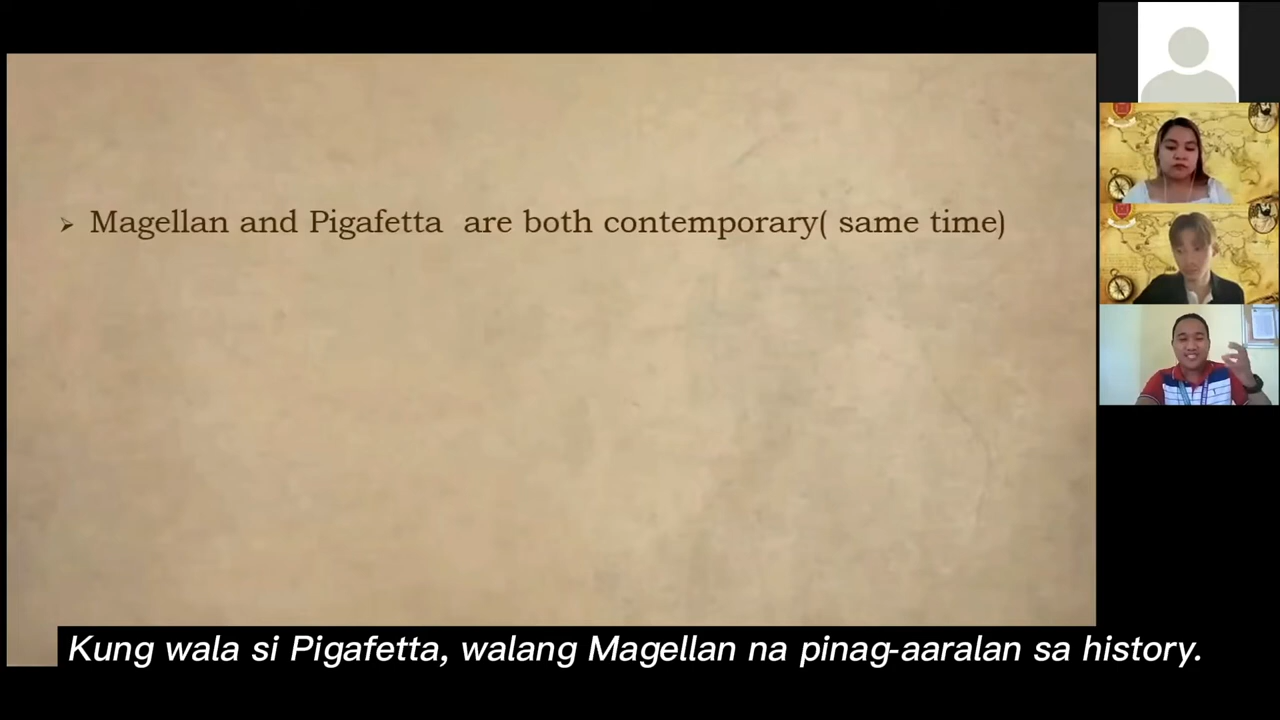 ➢ Magellan and Pigafetta are both contemporary( same time)
Kung wala si Pigafetta, walang Magellan na pinag-aaralan sa history.